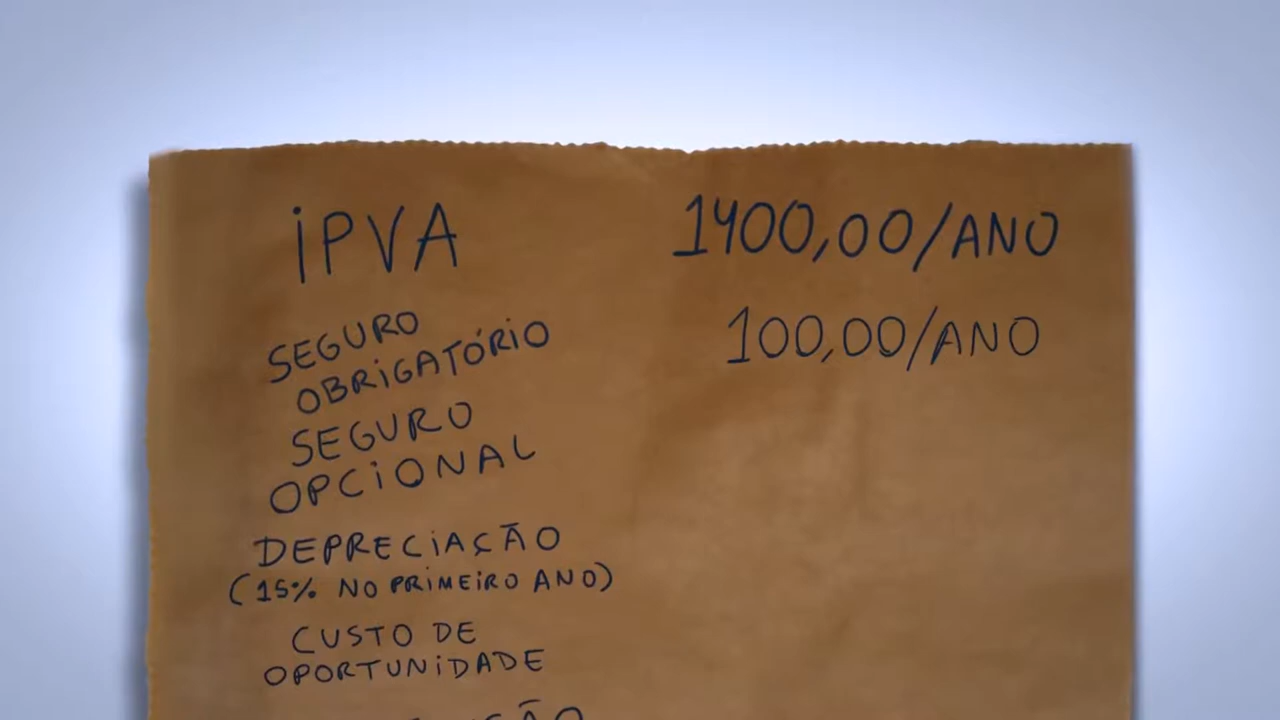 IPVA 1400,00/ANO
SEGURO
OBRIGATÓRIO 100,00/ANO
SEGURO
OPCIONAL
DEPRECIAÇÃO
(15% NO PRIMEIRO ANO)
CUSTO DE
OPORTUNIDADE